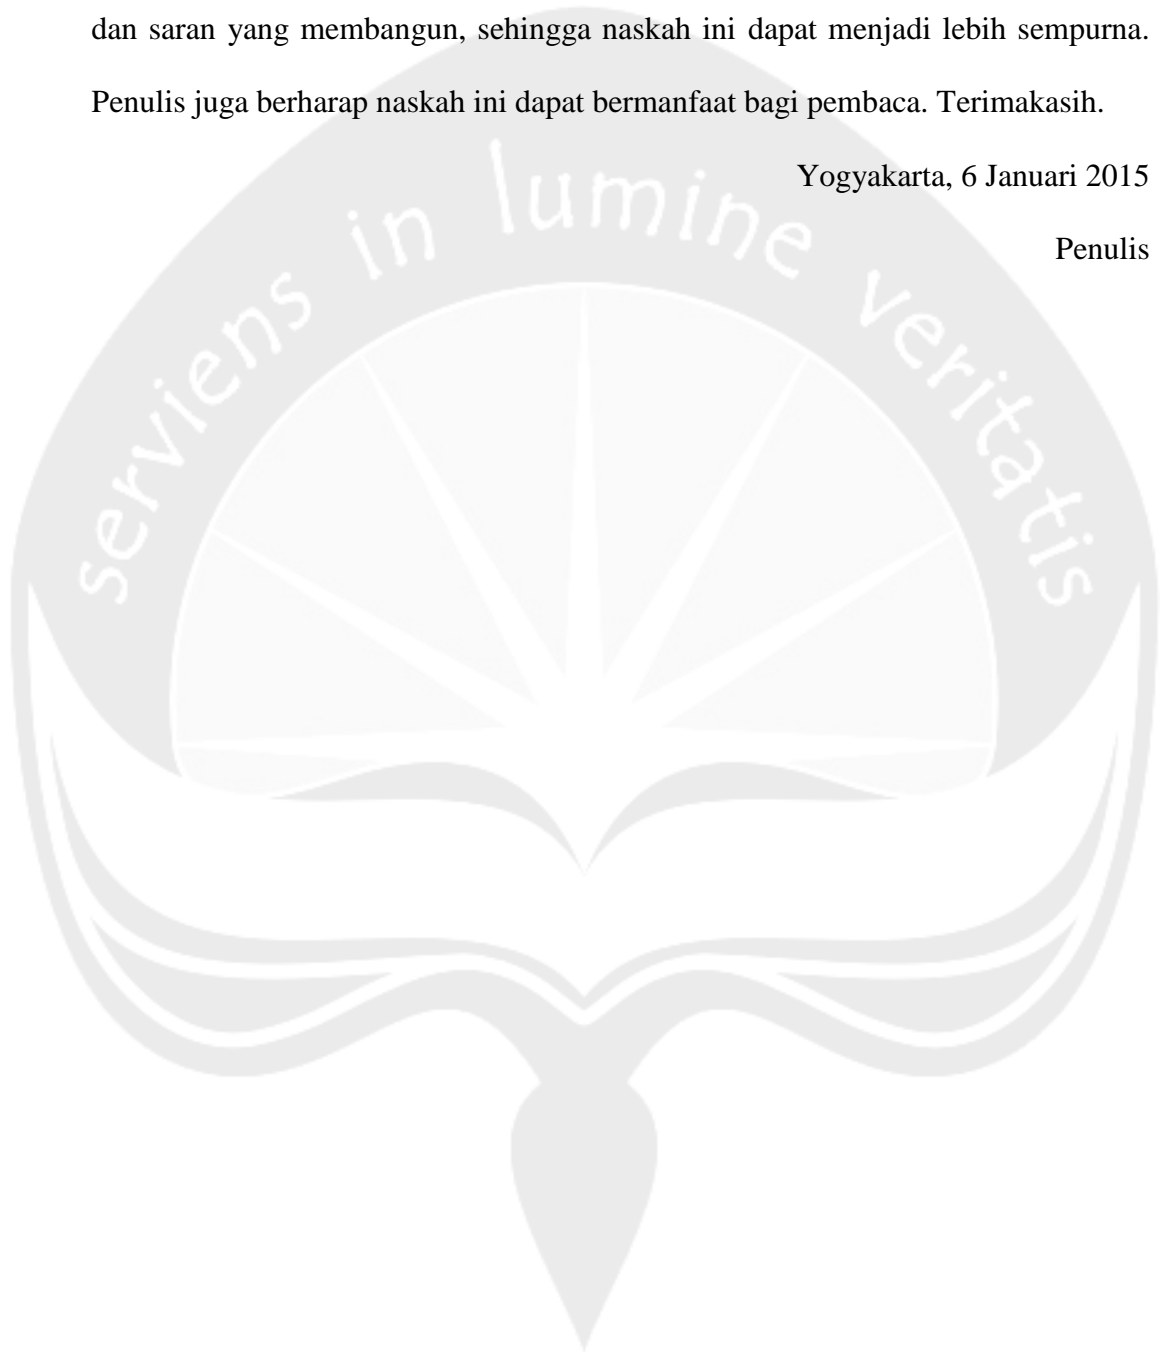 dan saran yang membangun, sehingga naskah ini dapat menjadi lebih sempurna.
Penulis juga berharap naskah ini dapat bermanfaat bagi pembaca. Terimakasih.
Yogyakarta, 6 Januari 2015
Penulis
serviens in lumine veritatis